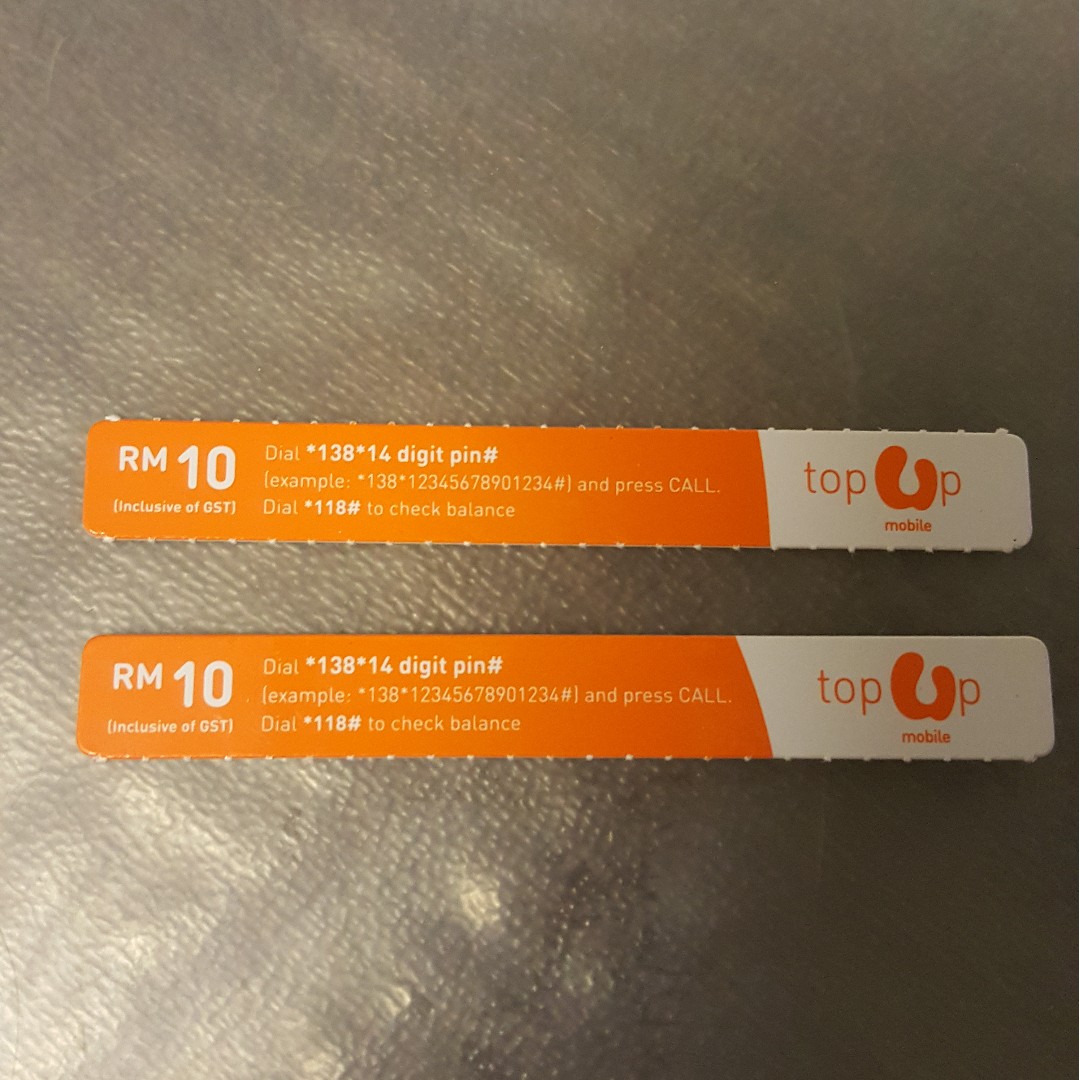 RM 10
(Inclusive of GST)
Dial *138*14 digit pin#
(example: *138*12345678901234#) and press CALL.
Dial *118# to check balance
top Up
mobile
RM 10
(Inclusive of GST)
Dial *138*14 digit pin#
(example: *138*12345678901234#) and press CALL.
Dial *118# to check balance
top Up
mobile